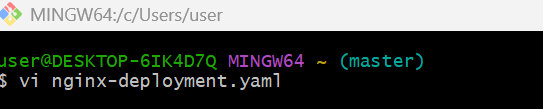 MINGW64:/c/Users/user
user@DESKTOP-6IK4D7Q MINGW64 ~ (master)
$ vi nginx-deployment.yaml